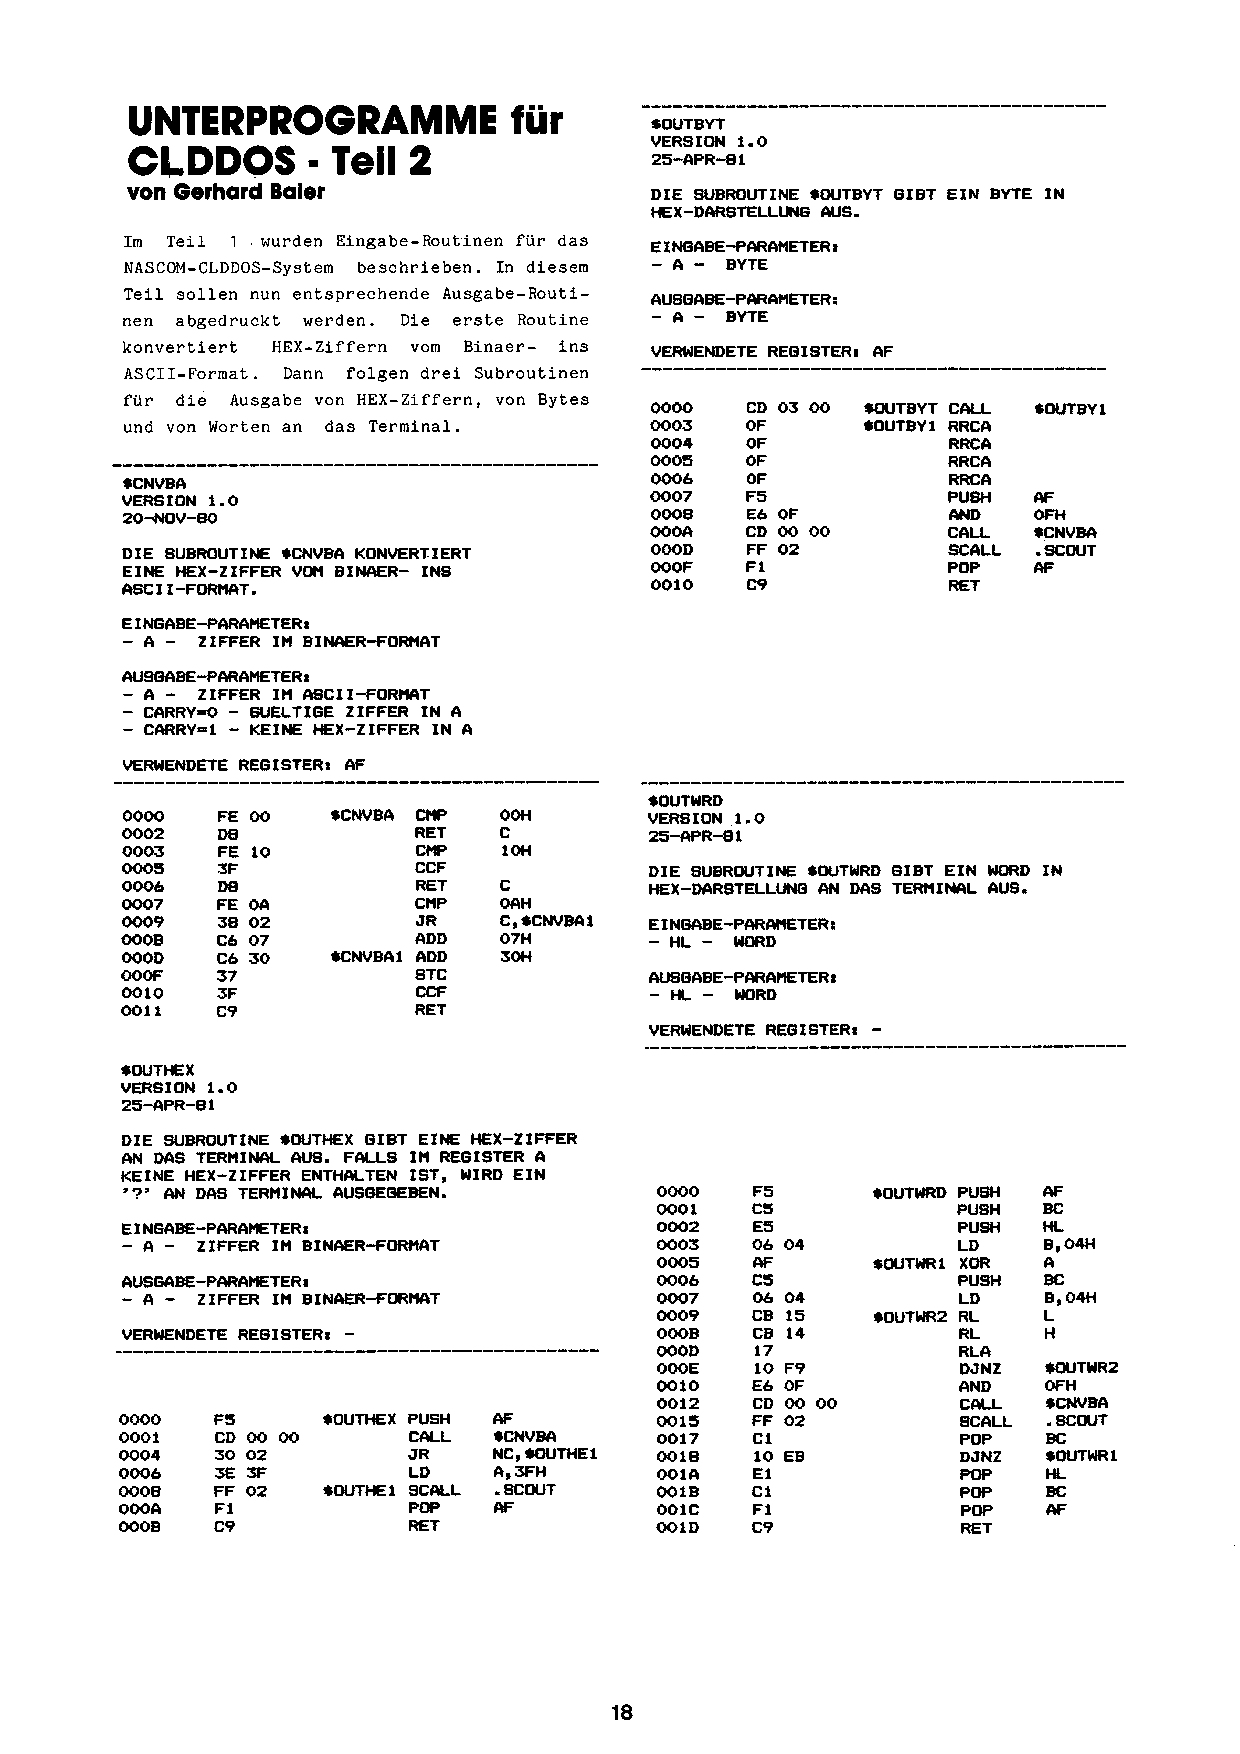 UNTERPROGRAMME für
CLDDOS - Teil 2
von Gerhard Baier
Im Teil 1 wurden Eingabe-Routinen für das
NASCOM-CLDDOS-System beschrieben. In diesem
Teil sollen nun entsprechende Ausgabe-Routi-
nen abgedruckt werden. Die erste Routine
konvertiert HEX-Ziffern vom Binaer- ins
ASCII-Format. Dann folgen drei Subroutinen
für die Ausgabe von HEX-Ziffern, von Bytes
und von Worten an das Terminal.
$CNVBA
VERSION 1.0
20-NOV-80
DIE SUBROUTINE $CNVBA KONVERTIERT
EINE HEX-ZIFFER VOM BINAER- INS
ASCII-FORMAT.
EINGABE-PARAMETER:
- A - ZIFFER IM BINAER-FORMAT
AUSGABE-PARAMETER:
- A - ZIFFER IM ASCII-FORMAT
- CARRY=0 - GUELTIGE ZIFFER IN A
- CARRY=1 - KEINE HEX-ZIFFER IN A
VERWENDETE REGISTER: AF
0000 FE 00 $CNVBA CMP 00H
0002 D8 RET C
0003 FE 10 CMP 10H
0005 3F CCF
0006 D8 RET C
0007 FE 0A CMP 0AH
0009 38 02 JR C,$CNVBA1
000B C6 07 ADD 07H
000D C6 30 $CNVBA1 ADD 30H
000F 37 STC
0010 3F CCF
0011 C9 RET
$OUTHEX
VERSION 1.0
25-APR-81
DIE SUBROUTINE $OUTHEX GIBT EINE HEX-ZIFFER
AN DAS TERMINAL AUS. FALLS IM REGISTER A
KEINE HEX-ZIFFER ENTHALTEN IST, WIRD EIN
'?' AN DAS TERMINAL AUSGEGEBEN.
EINGABE-PARAMETER:
- A - ZIFFER IM BINAER-FORMAT
AUSGABE-PARAMETER:
- A - ZIFFER IM BINAER-FORMAT
VERWENDETE REGISTER: -
0000 F5 $OUTHEX PUSH AF
0001 CD 00 00 CALL $CNVBA
0004 30 02 JR NC,$OUTHE1
0006 3E 3F LD A,3FH
0008 FF 02 $OUTHE1 SCALL .SCOUT
000A F1 POP AF
000B C9 RET
$OUTBYT
VERSION 1.0
25-APR-81
DIE SUBROUTINE $OUTBYT GIBT EIN BYTE IN
HEX-DARSTELLUNG AUS.
EINGABE-PARAMETER:
- A - BYTE
AUSGABE-PARAMETER:
- A - BYTE
VERWENDETE REGISTER: AF
0000 CD 03 00 $OUTBYT CALL $OUTBY1
0003 0F $OUTBY1 RRCA
0004 0F RRCA
0005 0F RRCA
0006 0F RRCA
0007 F5 PUSH AF
0008 E6 0F AND 0FH
000A CD 00 00 CALL $CNVBA
000D FF 02 SCALL .SCOUT
000F F1 POP AF
0010 C9 RET
$OUTWRD
VERSION 1.0
25-APR-81
DIE SUBROUTINE $OUTWRD GIBT EIN WORD IN
HEX-DARSTELLUNG AN DAS TERMINAL AUS.
EINGABE-PARAMETER:
- HL - WORD
AUSGABE-PARAMETER:
- HL - WORD
VERWENDETE REGISTER: -
0000 F5 $OUTWRD PUSH AF
0001 C5 PUSH BC
0002 E5 PUSH HL
0003 06 04 LD B,04H
0005 AF $OUTWR1 XOR A
0006 C5 PUSH BC
0007 06 04 LD B,04H
0009 CB 15 $OUTWR2 RL L
000B CB 14 RL H
000D 17 RLA
000E 10 F9 DJNZ $OUTWR2
0010 E6 0F AND 0FH
0012 CD 00 00 CALL $CNVBA
0015 FF 02 SCALL .SCOUT
0017 C1 POP BC
0018 10 EB DJNZ $OUTWR1
001A E1 POP HL
001B C1 POP BC
001C F1 POP AF
001D C9 RET
18